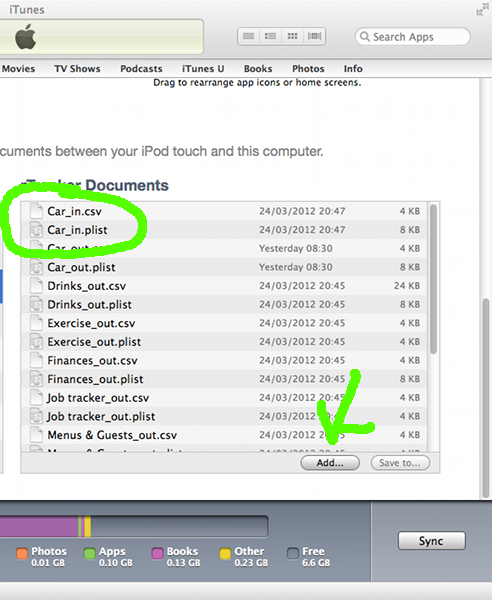 iTunes
Search Apps
Movies TV Shows Podcasts iTunes U Books Photos Info
Drag to rearrange app icons or home screens.
cuments between your iPod touch and this computer.
Documents
Car_in.csv 24/03/2012 20:47 4 KB
Car_in.plist 24/03/2012 20:47 8 KB
Car_out.csv Yesterday 08:30 4 KB
Car_out.plist Yesterday 08:30 8 KB
Drinks_out.csv 24/03/2012 20:45 24 KB
Drinks_out.plist 24/03/2012 20:45 8 KB
Exercise_out.csv 24/03/2012 20:45 4 KB
Exercise_out.plist 24/03/2012 20:45 8 KB
Finances_out.csv 24/03/2012 20:45 4 KB
Finances_out.plist 24/03/2012 20:45 8 KB
Job tracker_out.csv 24/03/2012 20:45 4 KB
Job tracker_out.plist 24/03/2012 20:45 8 KB
Menus & Guests_out.csv 24/03/2012 20:45 4 KB
Add... Save to...
Photos Apps Books Other Free
0.01 GB 0.10 GB 0.13 GB 0.23 GB 6.6 GB
Sync